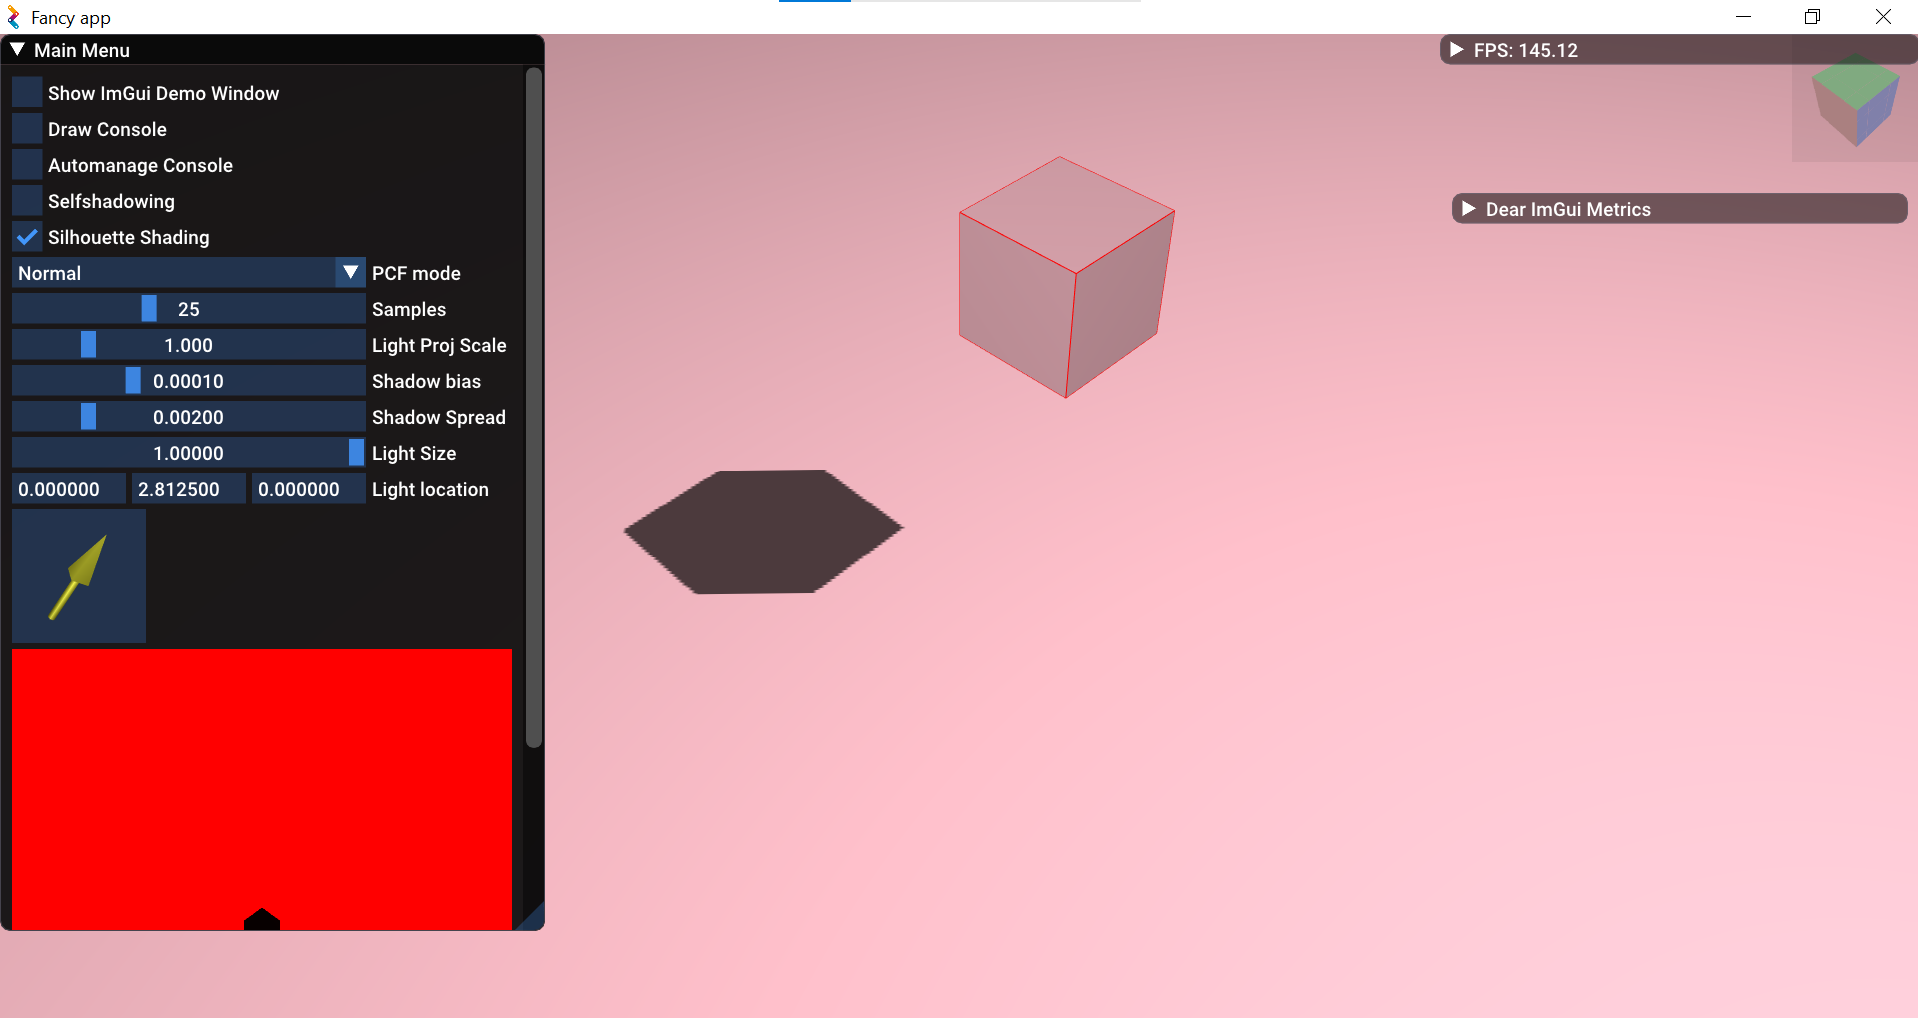 Fancy app
Main Menu
Show ImGui Demo Window
Draw Console
Automanage Console
Selfshadowing
Silhouette Shading
Normal PCF mode
25 Samples
1.000 Light Proj Scale
0.00010 Shadow bias
0.00200 Shadow Spread
1.00000 Light Size
0.000000 2.812500 0.000000 Light location
FPS: 145.12
Dear ImGui Metrics